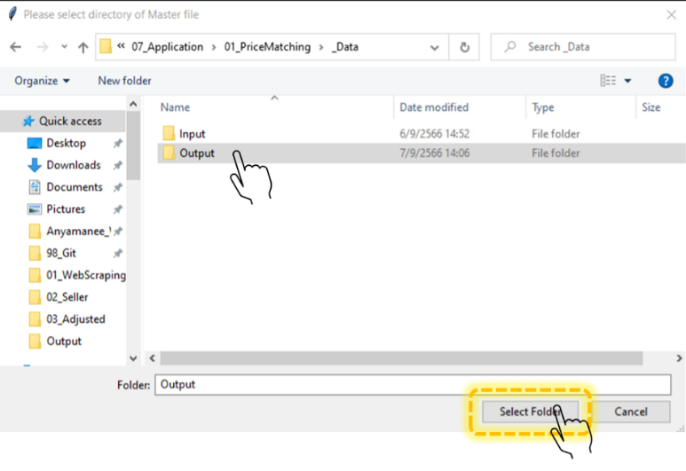 Please select directory of Master file
« 07_Application › 01_PriceMatching › _Data
Search _Data
Organize
New folder
Name Date modified Type Size
Quick access
Desktop
Downloads
Documents
Pictures
Anyamanee_
98_Git
01_WebScraping
02_Seller
03_Adjusted
Output
Input 6/9/2566 14:52 File folder
Output 7/9/2566 14:06 File folder
Folder: Output
Select Folder Cancel